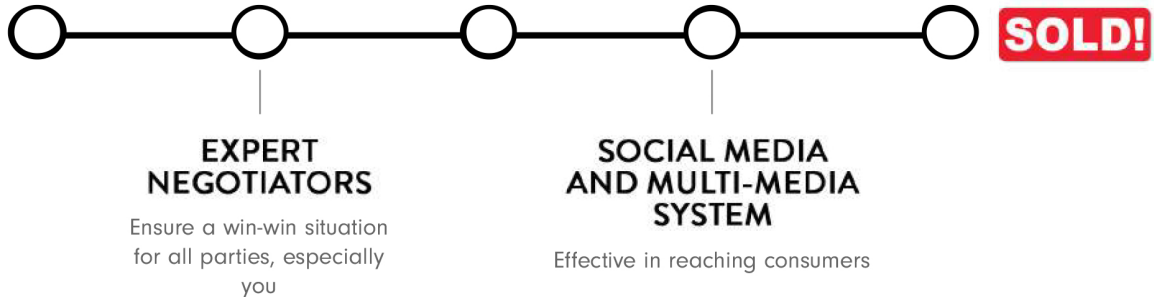 SOLD!
EXPERT
NEGOTIATORS
Ensure a win-win situation
for all parties, especially
you
SOCIAL MEDIA
AND MULTI-MEDIA
SYSTEM
Effective in reaching consumers